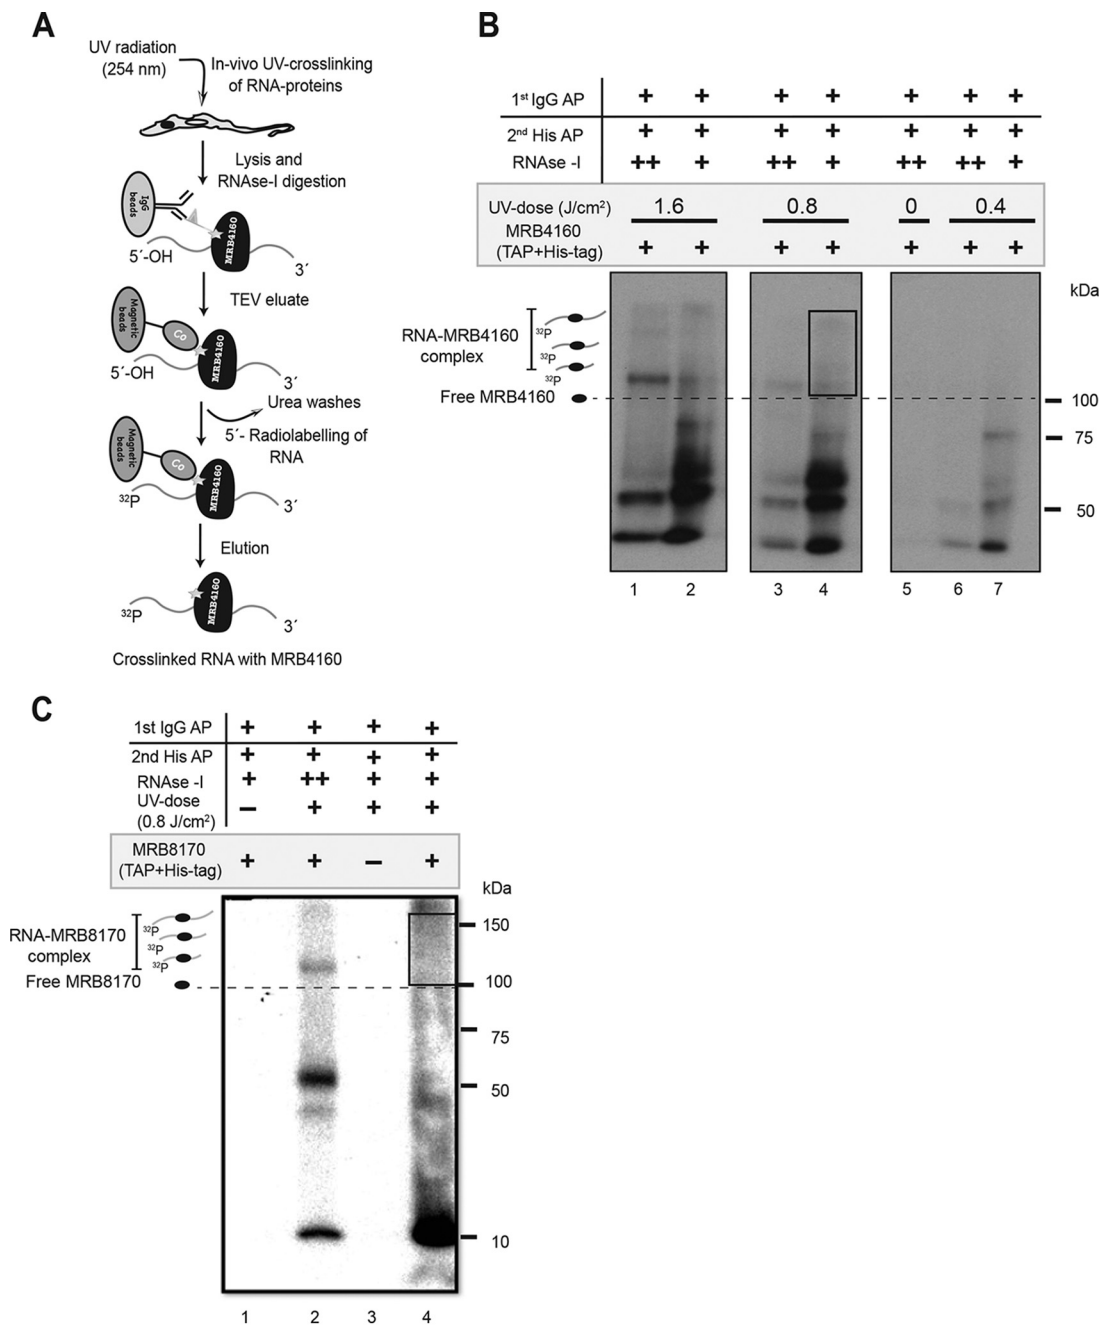 A
UV radiation
(254 nm)
In-vivo UV-crosslinking
of RNA-proteins
Lysis and
RNAse-I digestion
IgG
beads
MRB4160
5´-OH
3´
TEV eluate
Magnetic
beads
Co
MRB4160
5´-OH
3´
Urea washes
5´- Radiolabelling of
RNA
Magnetic
beads
Co
MRB4160
32P
3´
Elution
MRB4160
32P
3´
Crosslinked RNA with MRB4160
B
1st IgG AP + + + + + + +
2nd His AP + + + + + + +
RNAse -I ++ + ++ + ++ ++ +
UV-dose (J/cm²) 1.6 0.8 0 0.4
MRB4160
(TAP+His-tag) + + + + + + +
kDa
RNA-MRB4160
complex
32P
32P
32P
Free MRB4160
100
75
50
1 2 3 4 5 6 7
C
1st IgG AP + + + +
2nd His AP + + + +
RNAse -I + ++ + +
UV-dose
(0.8 J/cm²) − + + +
MRB8170
(TAP+His-tag) + + − +
kDa
RNA-MRB8170
complex
32P
32P
32P
Free MRB8170
150
100
75
50
10
1 2 3 4